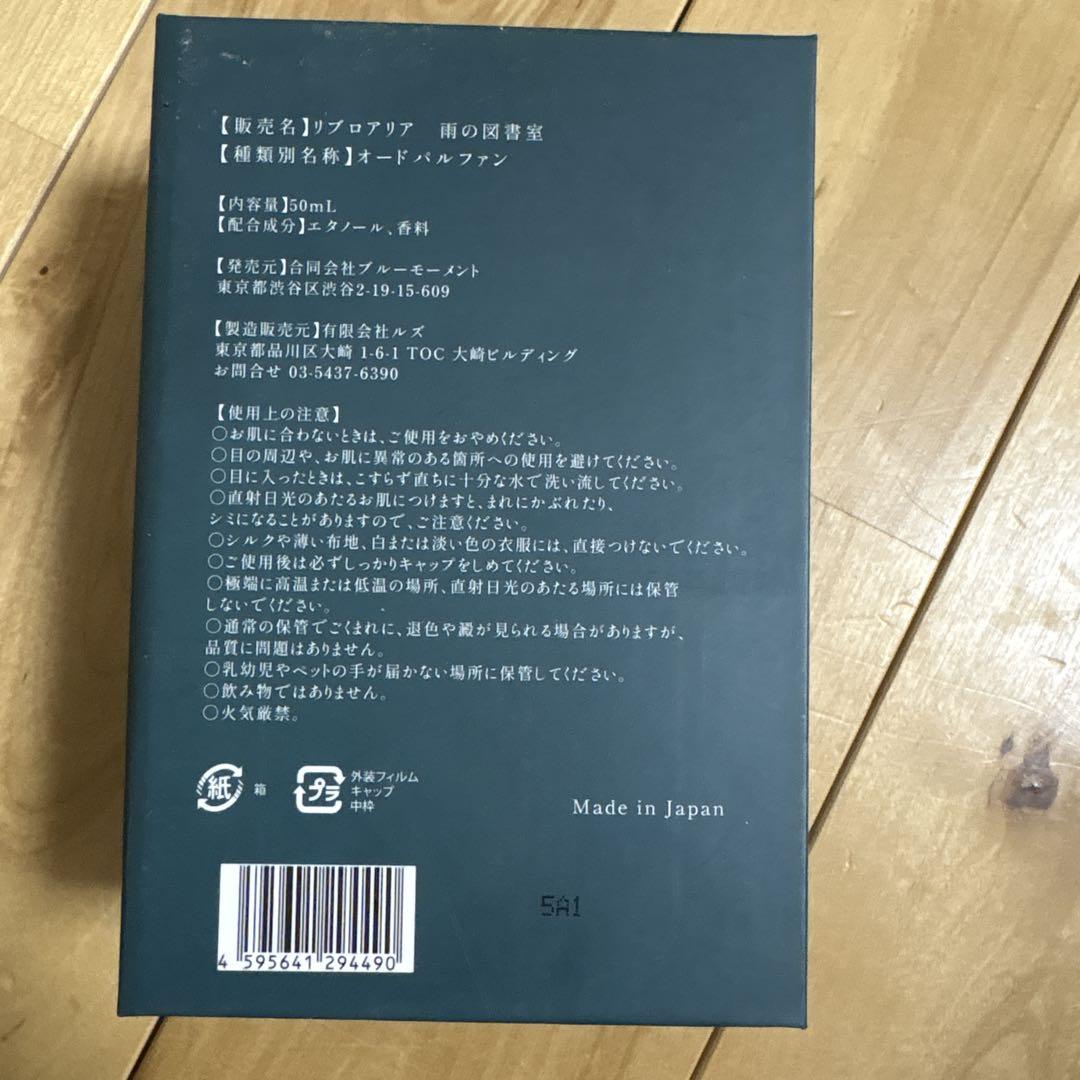 【販売名】リブロアリア　雨の図書室
【種類別名称】オードパルファン
【内容量】50mL
【配合成分】エタノール、香料
【発売元】合同会社ブルーモーメント
東京都渋谷区渋谷2-19-15-609
【製造販売元】有限会社ルズ
東京都品川区大崎 1-6-1 TOC 大崎ビルディング
お問合せ 03-5437-6390
【使用上の注意】
○お肌に合わないときは、ご使用をおやめください。
○目の周辺や、お肌に異常のある箇所への使用を避けてください。
○目に入ったときは、こすらず直ちに十分な水で洗い流してください。
○直射日光のあたるお肌につけますと、まれにかぶれたり、
シミになることがありますので、ご注意ください。
○シルクや薄い布地、白または淡い色の衣服には、直接つけないでください。
○ご使用後は必ずしっかりキャップをしめてください。
○極端に高温または低温の場所、直射日光のあたる場所には保管
しないでください。
○通常の保管でごくまれに、退色や澱が見られる場合がありますが、
品質に問題はありません。
○乳幼児やペットの手が届かない場所に保管してください。
○飲み物ではありません。
○火気厳禁。
紙 箱
プラ 外装フィルム
キャップ
中枠
Made in Japan
5A1
4 595641 294490